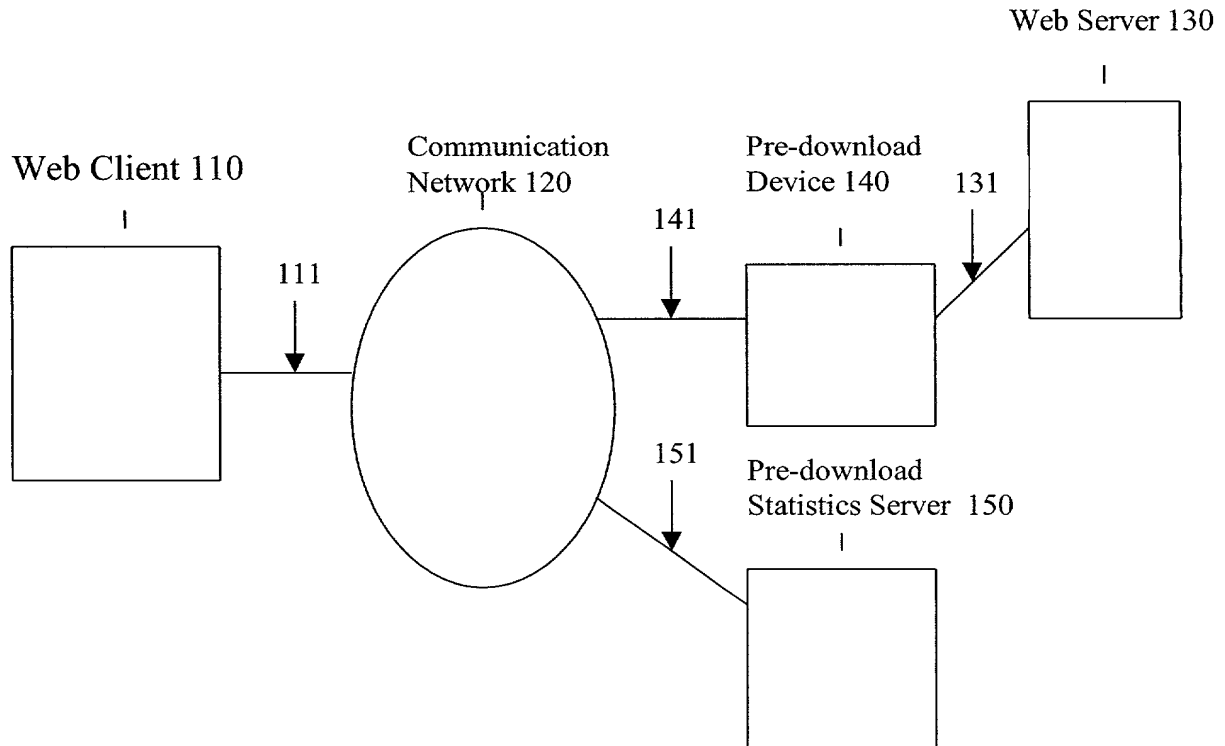 Web Server 130
Communication
Network 120
Pre-download
Device 140
Web Client 110
131
141
111
151
Pre-download
Statistics Server 150